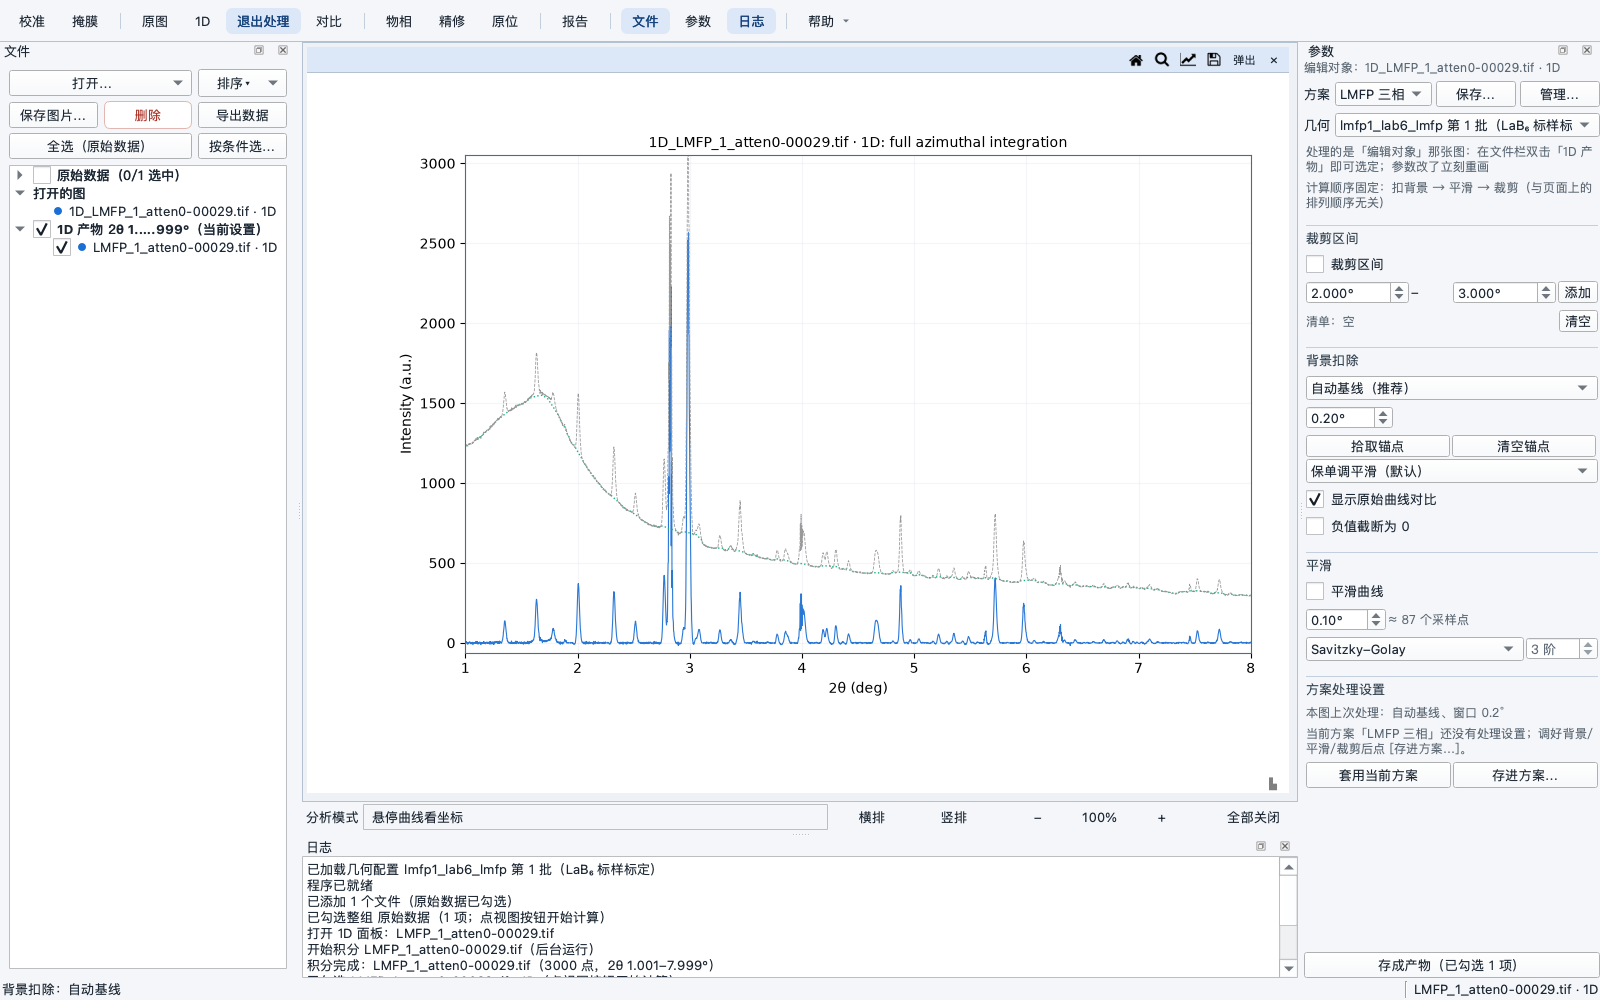 校准 掩膜 原图 1D 退出处理 对比 物相 精修 原位 报告 文件 参数 日志 帮助
文件
打开...
排序
保存图片...
删除
导出数据
全选（原始数据）
按条件选...
原始数据（0/1 选中）
打开的图
1D_LMFP_1_atten0-00029.tif · 1D
1D 产物 2θ 1.....999°（当前设置）
LMFP_1_atten0-00029.tif · 1D
弹出 ×
1D_LMFP_1_atten0-00029.tif · 1D: full azimuthal integration
3000
2500
2000
1500
1000
500
0
Intensity (a.u.)
1 2 3 4 5 6 7 8
2θ (deg)
分析模式
悬停曲线看坐标
横排 竖排 − 100% + 全部关闭
日志
已加载几何配置 lmfp1_lab6_lmfp 第 1 批（LaB₆ 标样标定）
程序已就绪
已添加 1 个文件（原始数据已勾选）
已勾选整组 原始数据（1 项；点视图按钮开始计算）
打开 1D 面板：LMFP_1_atten0-00029.tif
开始积分 LMFP_1_atten0-00029.tif（后台运行）
积分完成：LMFP_1_atten0-00029.tif（3000 点，2θ 1.001–7.999°）
参数
编辑对象：1D_LMFP_1_atten0-00029.tif · 1D
方案 LMFP 三相 保存... 管理...
几何 lmfp1_lab6_lmfp 第 1 批（LaB₆ 标样标
处理的是「编辑对象」那张图：在文件栏双击「1D 产
物」即可选定；参数改了立刻重画
计算顺序固定：扣背景 → 平滑 → 裁剪（与页面上的
排列顺序无关）
裁剪区间
裁剪区间
2.000° – 3.000° 添加
清单：空 清空
背景扣除
自动基线（推荐）
0.20°
拾取锚点 清空锚点
保单调平滑（默认）
显示原始曲线对比
负值截断为 0
平滑
平滑曲线
0.10° ≈ 87 个采样点
Savitzky–Golay 3 阶
方案处理设置
本图上次处理：自动基线、窗口 0.2°
当前方案「LMFP 三相」还没有处理设置；调好背景/
平滑/裁剪后点 [存进方案...]。
套用当前方案 存进方案...
存成产物（已勾选 1 项）
背景扣除：自动基线
LMFP_1_atten0-00029.tif · 1D